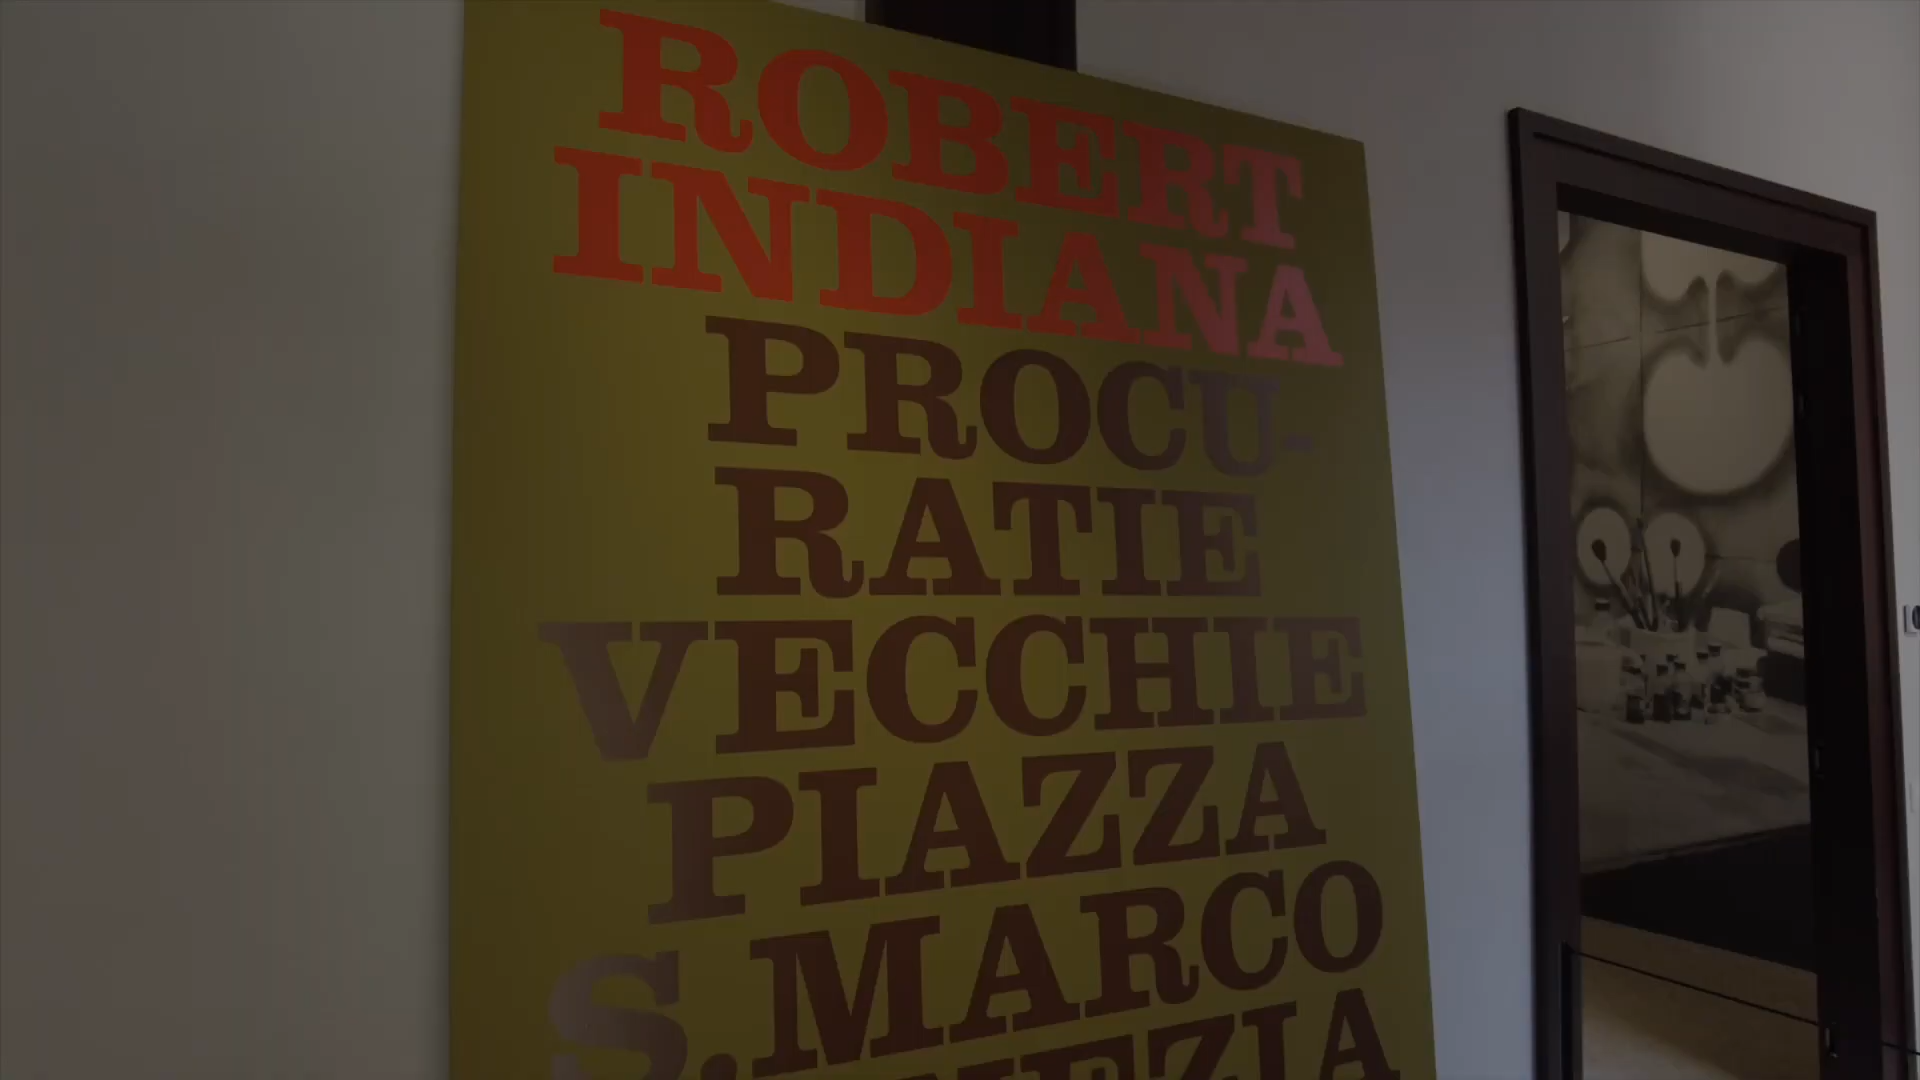 ROBERT
INDIANA
PROCU-
RATIE
VECCHIE
PIAZZA
S.MARCO